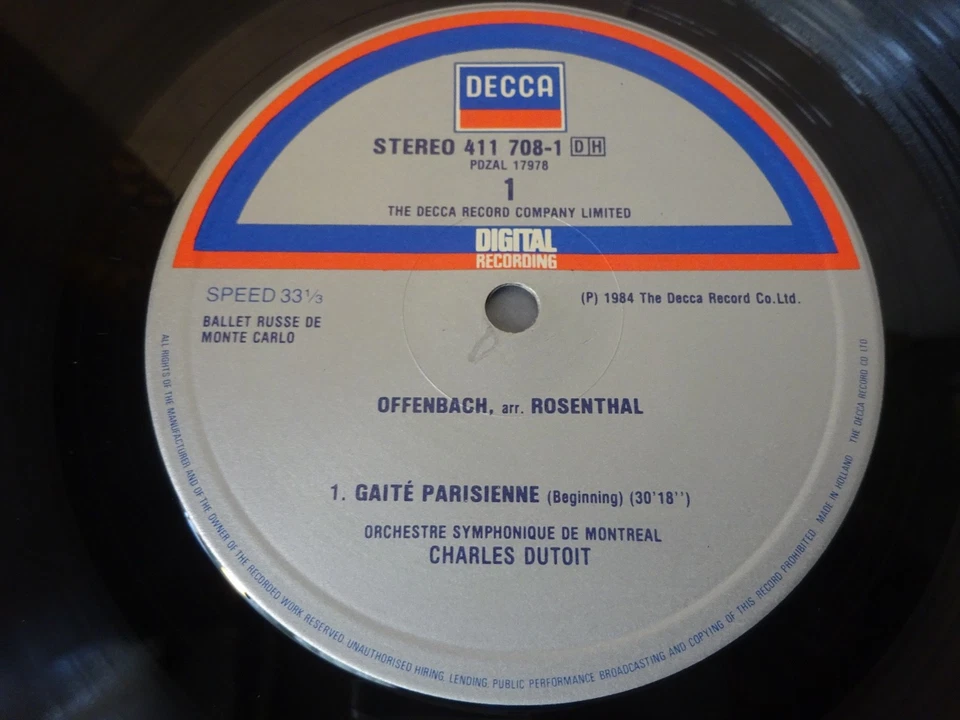 DECCA
STEREO 411 708-1 DH
PDZAL 17978
1
THE DECCA RECORD COMPANY LIMITED
DIGITAL
RECORDING
SPEED 33⅓
(P) 1984 The Decca Record Co.Ltd.
BALLET RUSSE DE
MONTE CARLO
OFFENBACH, arr. ROSENTHAL
1. GAITÉ PARISIENNE (Beginning) (30'18'')
ORCHESTRE SYMPHONIQUE DE MONTREAL
CHARLES DUTOIT
ALL RIGHTS OF THE MANUFACTURER AND OF THE OWNER OF THE RECORDED WORK RESERVED. UNAUTHORISED HIRING, LENDING, PUBLIC PERFORMANCE BROADCASTING AND COPYING OF THIS RECORD PROHIBITED MADE IN HOLLAND THE DECCA RECORD CO LTD